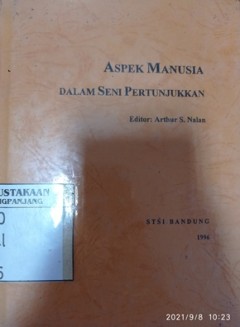 ASPEK MANUSIA
DALAM SENI PERTUNJUKKAN
Editor: Arthur S. Nalan
USTAKAAN
NGPANJANG
STSI BANDUNG
1996
2021/9/8 10:23